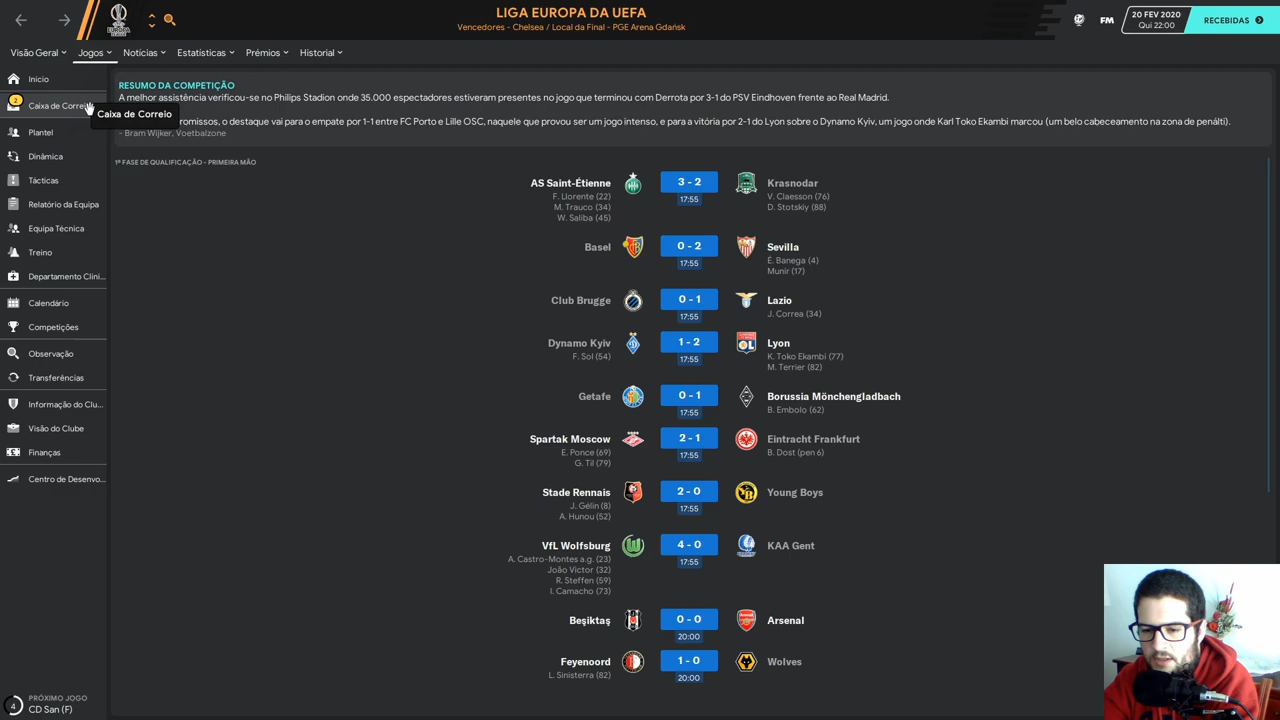 LIGA EUROPA DA UEFA
Vencedores - Chelsea / Local da Final - PGE Arena Gdańsk
FM
20 FEV 2020
Qui 22:00
RECEBIDAS
Visão Geral
Jogos
Notícias
Estatísticas
Prémios
Historial
Início
2
Caixa de Correio
Caixa de Correio
Plantel
Dinâmica
Tácticas
Relatório da Equipa
Equipa Técnica
Treino
Departamento Clíni...
Calendário
Competições
Observação
Transferências
Informação do Clu...
Visão do Clube
Finanças
Centro de Desenvo...
4
PRÓXIMO JOGO
CD San (F)
RESUMO DA COMPETIÇÃO
A melhor assistência verificou-se no Philips Stadion onde 35.000 espectadores estiveram presentes no jogo que terminou com Derrota por 3-1 do PSV Eindhoven frente ao Real Madrid.
romissos, o destaque vai para o empate por 1-1 entre FC Porto e Lille OSC, naquele que provou ser um jogo intenso, e para a vitória por 2-1 do Lyon sobre o Dynamo Kyiv, um jogo onde Karl Toko Ekambi marcou (um belo cabeceamento na zona de penálti).
- Bram Wijker, Voetbalzone
1ª FASE DE QUALIFICAÇÃO - PRIMEIRA MÃO
AS Saint-Étienne 3 - 2 Krasnodar
F. Llorente (22) 17:55 V. Claesson (76)
M. Trauco (34) D. Stotskiy (88)
W. Saliba (45)
Basel 0 - 2 Sevilla
17:55 É. Banega (4)
Munir (17)
Club Brugge 0 - 1 Lazio
17:55 J. Correa (34)
Dynamo Kyiv 1 - 2 Lyon
F. Sol (54) 17:55 K. Toko Ekambi (77)
M. Terrier (82)
Getafe 0 - 1 Borussia Mönchengladbach
17:55 B. Embolo (62)
Spartak Moscow 2 - 1 Eintracht Frankfurt
E. Ponce (69) 17:55 B. Dost (pen 6)
G. Til (79)
Stade Rennais 2 - 0 Young Boys
J. Gélin (8) 17:55
A. Hunou (52)
VfL Wolfsburg 4 - 0 KAA Gent
A. Castro-Montes a.g. (23) 17:55
João Victor (32)
R. Steffen (59)
I. Camacho (73)
Beşiktaş 0 - 0 Arsenal
20:00
Feyenoord 1 - 0 Wolves
L. Sinisterra (82) 20:00